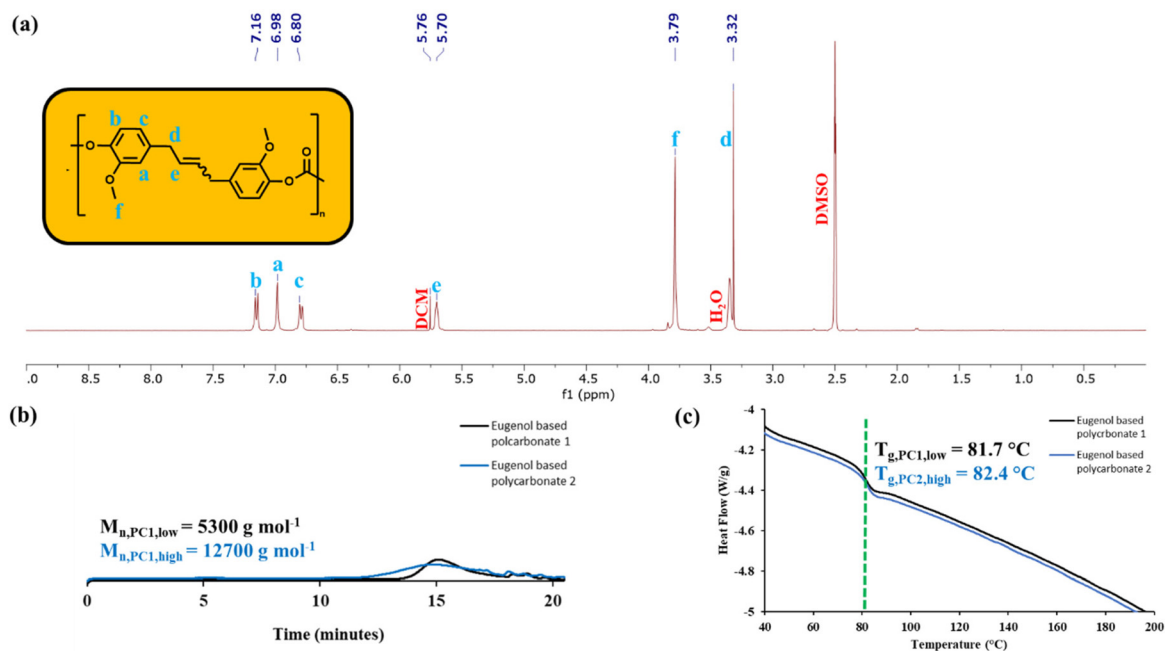 (a)
7.16
6.98
6.80
5.76
5.70
3.79
3.32
b c
O
O
d
a
e
f
O
O
O
n
b
a
c
DCM
e
f
H2O
d
DMSO
.0 8.5 8.0 7.5 7.0 6.5 6.0 5.5 5.0 4.5 4.0 3.5 3.0 2.5 2.0 1.5 1.0 0.5
f1 (ppm)
(b)
Eugenol based
polcarbonate 1
Eugenol based
polycarbonate 2
Mn,PC1,low = 5300 g mol-1
Mn,PC1,high = 12700 g mol-1
0 5 10 15 20
Time (minutes)
(c)
Eugenol based
polycrbonate 1
Eugenol based
polycarbonate 2
Tg,PC1,low = 81.7 °C
Tg,PC2,high = 82.4 °C
-4
-4.2
-4.4
-4.6
-4.8
-5
Heat Flow (W/g)
40 60 80 100 120 140 160 180 200
Temperature (°C)